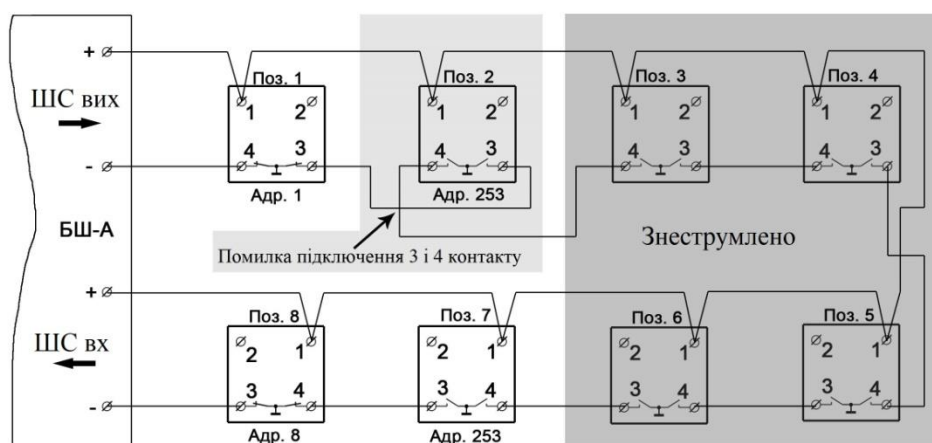 +
Поз. 1
Поз. 2
Поз. 3
Поз. 4
ШС вих
1 2
1 2
1 2
1 2
-
4 3
4 3
4 3
4 3
Адр. 1
Адр. 253
БШ-А
Помилка підключення 3 і 4 контакту
Знеструмлено
+
Поз. 8
Поз. 7
Поз. 6
Поз. 5
ШС вх
2 1
2 1
2 1
2 1
-
3 4
3 4
3 4
3 4
Адр. 8
Адр. 253